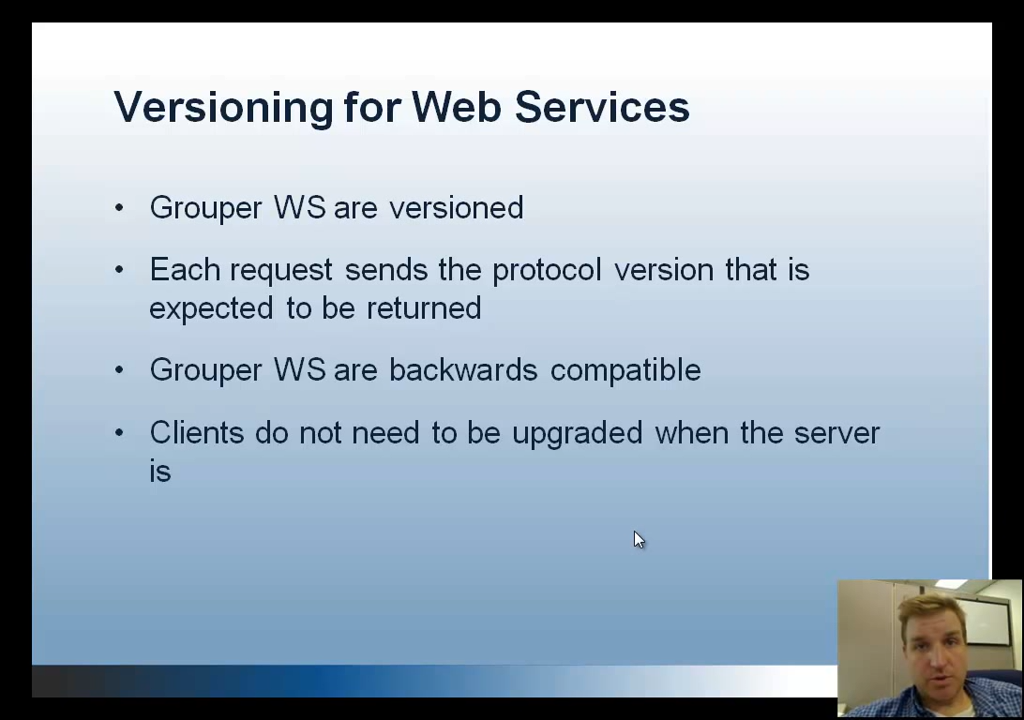 Versioning for Web Services
• Grouper WS are versioned
• Each request sends the protocol version that is
expected to be returned
• Grouper WS are backwards compatible
• Clients do not need to be upgraded when the server
is